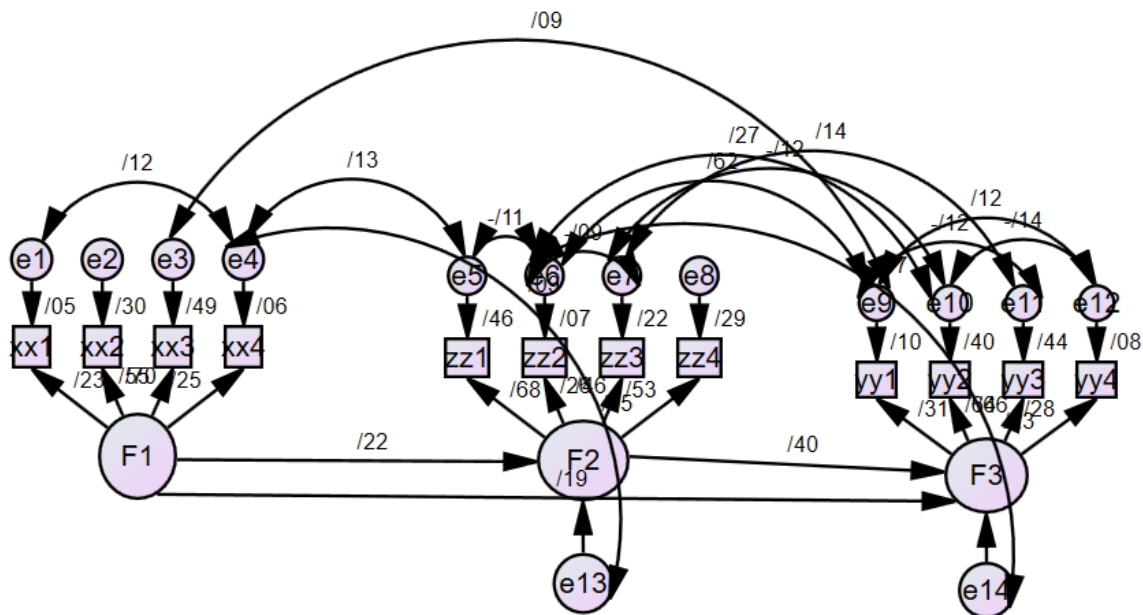 /09
/27
/14
/62
-/12
/12
/13
/12
-/11
-/12
-/14
-/09
e1
e2
e3
e4
e5
e6
e7
e8
e9
e10
e11
e12
/05
/30
/49
/06
/46
/07
/22
/29
/10
/40
/44
/08
xx1
xx2
xx3
xx4
zz1
zz2
zz3
zz4
yy1
yy2
yy3
yy4
/23
/25
/68
/53
/31
/28
F1
/22
F2
/40
F3
/19
e13
e14